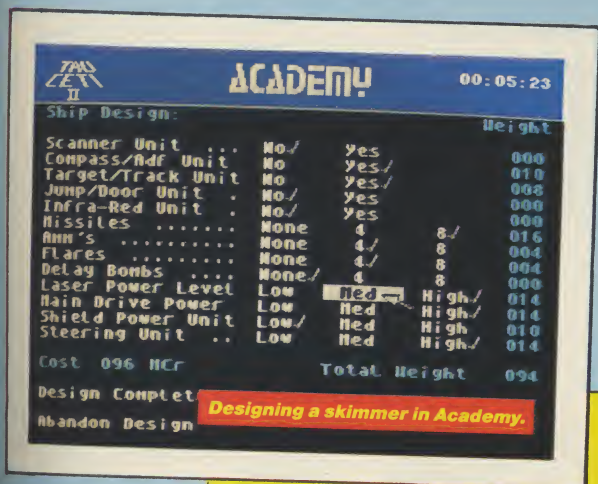 TAU CETI II ACADEMY 00:05:23
Ship Design: Weight
Scanner Unit ... No✓ Yes 000
Compass/Adf Unit No Yes✓ 010
Target/Track Unit No Yes✓ 008
Jump/Door Unit . No✓ Yes 000
Infra-Red Unit . No✓ Yes 000
Missiles ....... None 4 8✓ 016
AMM's .......... None 4✓ 8 004
Flares ......... None 4✓ 8 004
Delay Bombs .... None✓ 4 8 000
Laser Power Level Low Med High✓ 014
Main Drive Power Low Med High✓ 014
Shield Power Unit Low✓ Med High 010
Steering Unit .. Low Med High✓ 014
Cost 096 MCr Total Weight 094
Design Complet
Designing a skimmer in Academy.
Abandon Design